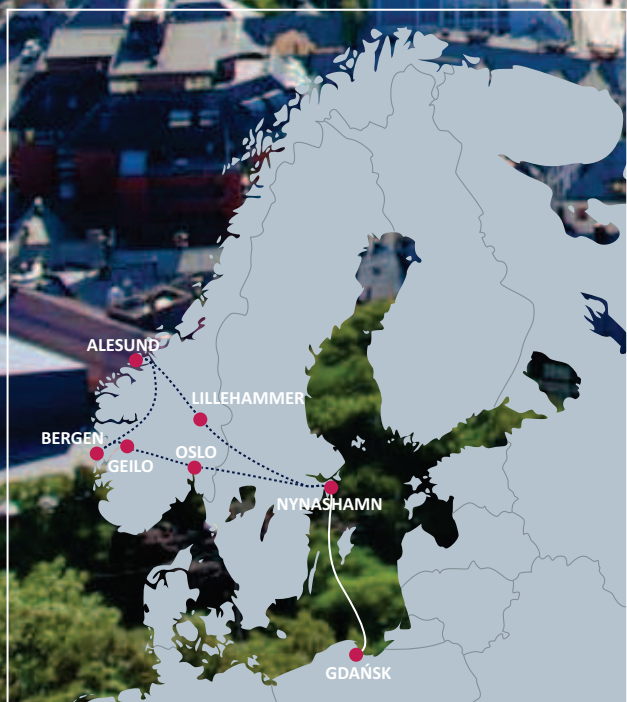 ALESUND
LILLEHAMMER
BERGEN
OSLO
GEILO
NYNASHAMN
GDAŃSK